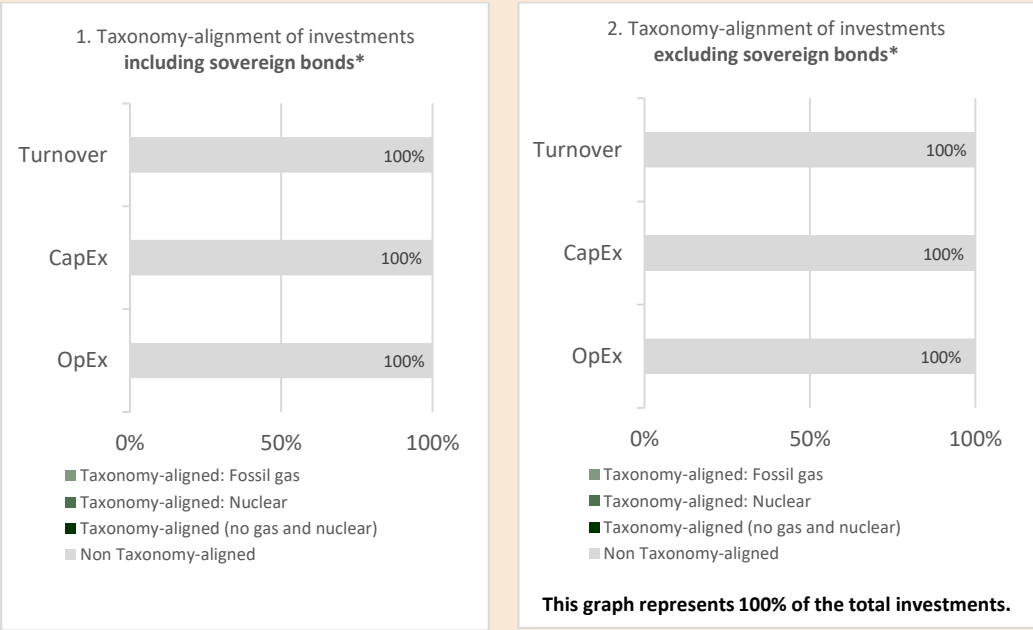 1. Taxonomy-alignment of investments
including sovereign bonds*
Turnover
100%
CapEx
100%
OpEx
100%
0%
50%
100%
Taxonomy-aligned: Fossil gas
Taxonomy-aligned: Nuclear
Taxonomy-aligned (no gas and nuclear)
Non Taxonomy-aligned
2. Taxonomy-alignment of investments
excluding sovereign bonds*
Turnover
100%
CapEx
100%
OpEx
100%
0%
50%
100%
Taxonomy-aligned: Fossil gas
Taxonomy-aligned: Nuclear
Taxonomy-aligned (no gas and nuclear)
Non Taxonomy-aligned
This graph represents 100% of the total investments.